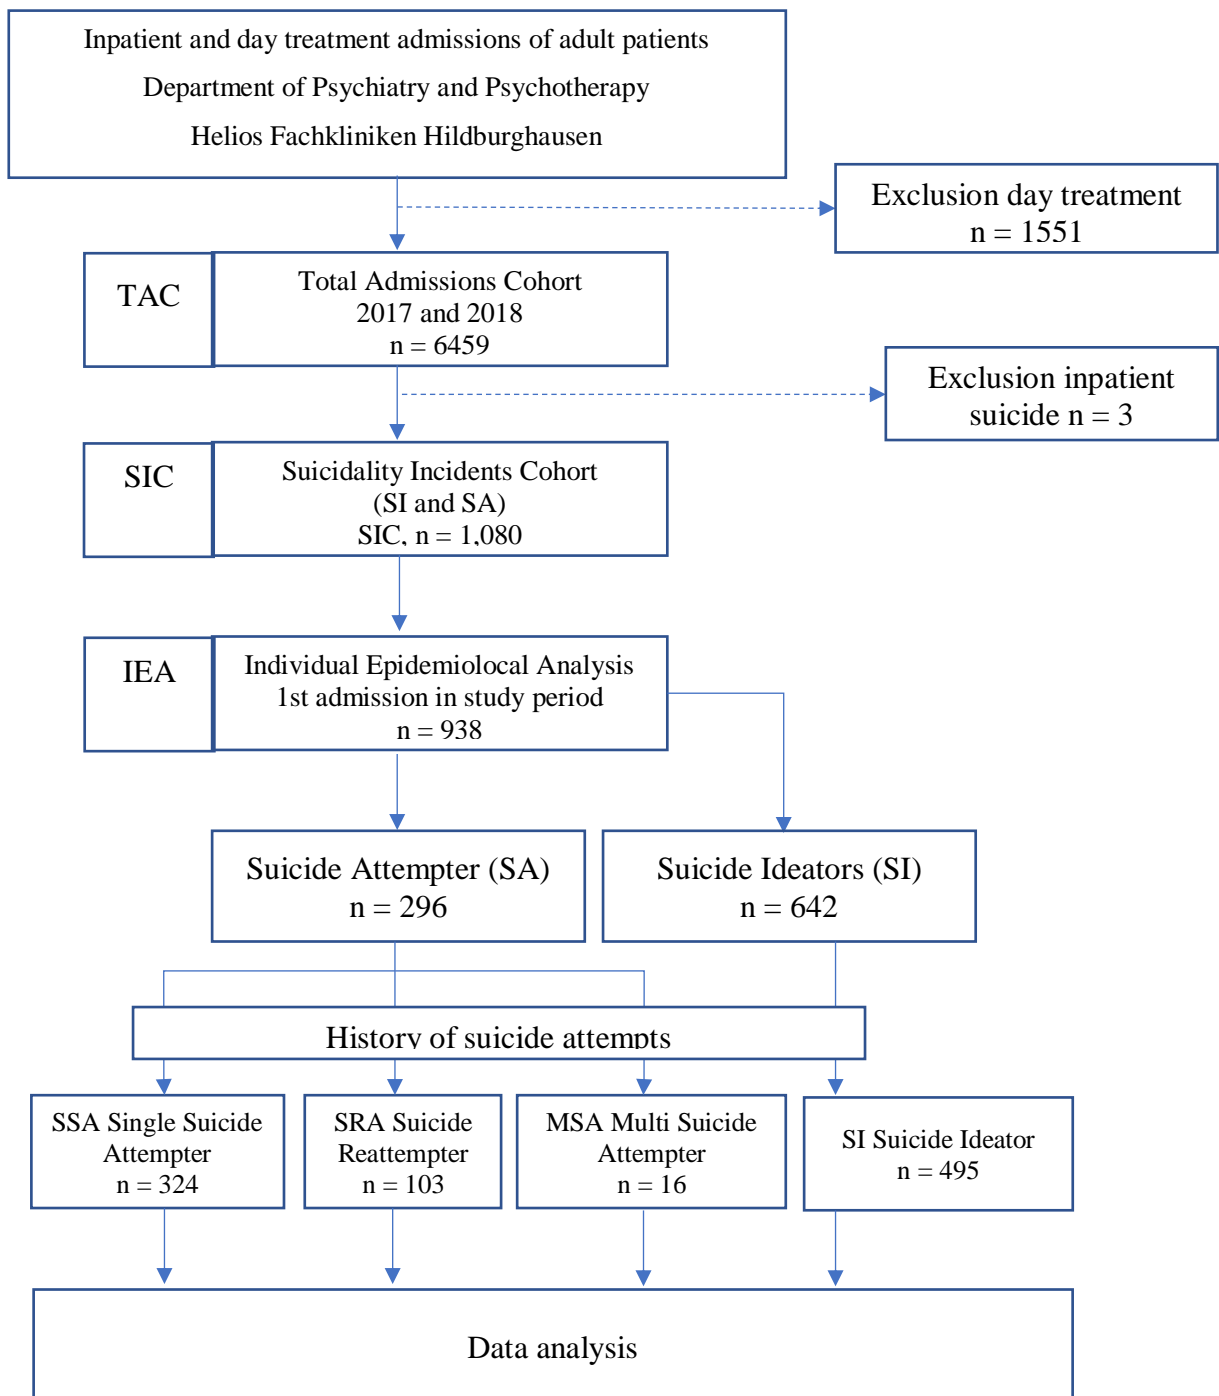 Inpatient and day treatment admissions of adult patients
Department of Psychiatry and Psychotherapy
Helios Fachkliniken Hildburghausen
Exclusion day treatment
n = 1551
TAC
Total Admissions Cohort
2017 and 2018
n = 6459
Exclusion inpatient
suicide n = 3
SIC
Suicidality Incidents Cohort
(SI and SA)
SIC, n = 1,080
IEA
Individual Epidemiolocal Analysis
1st admission in study period
n = 938
Suicide Attempter (SA)
n = 296
Suicide Ideators (SI)
n = 642
History of suicide attempts
SSA Single Suicide
Attempter
n = 324
SRA Suicide
Reattempter
n = 103
MSA Multi Suicide
Attempter
n = 16
SI Suicide Ideator
n = 495
Data analysis